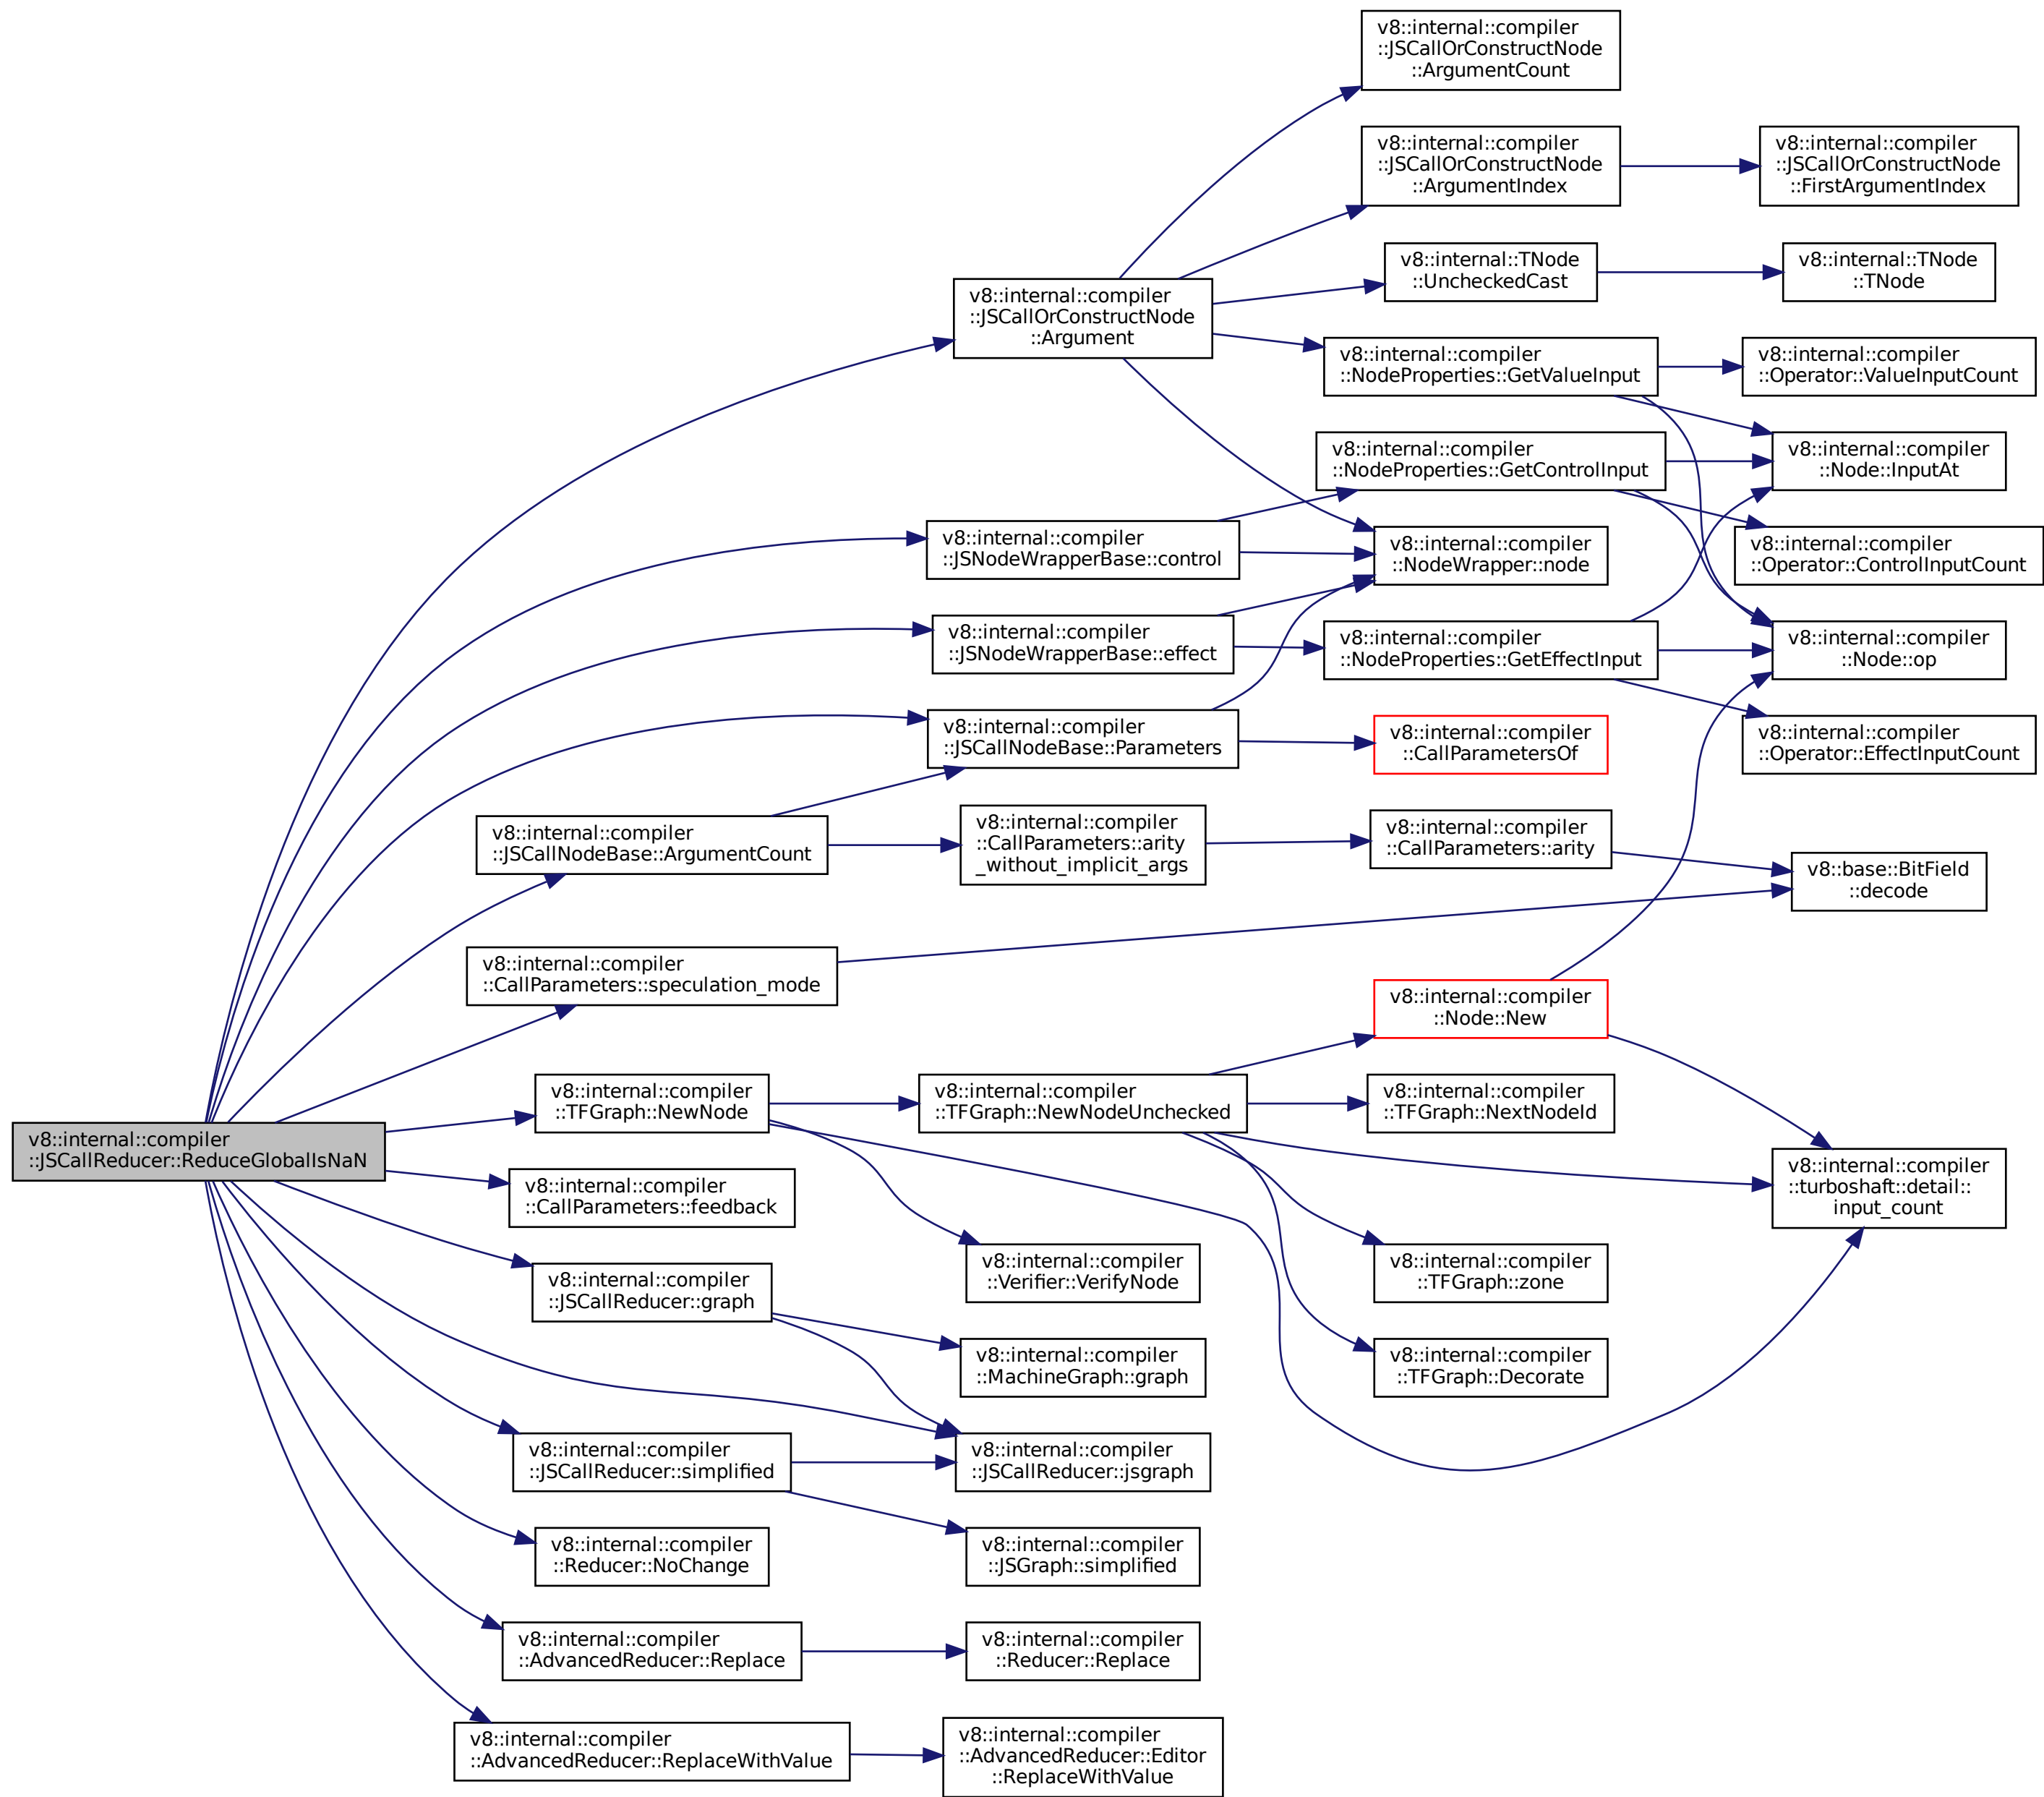 v8::internal::compiler
::JSCallReducer::ReduceGlobalIsNaN
v8::internal::compiler
::JSCallOrConstructNode
::Argument
v8::internal::compiler
::JSCallOrConstructNode
::ArgumentCount
v8::internal::compiler
::JSCallOrConstructNode
::ArgumentIndex
v8::internal::compiler
::JSCallOrConstructNode
::FirstArgumentIndex
v8::internal::TNode
::UncheckedCast
v8::internal::TNode
::TNode
v8::internal::compiler
::NodeProperties::GetValueInput
v8::internal::compiler
::Operator::ValueInputCount
v8::internal::compiler
::NodeProperties::GetControlInput
v8::internal::compiler
::Node::InputAt
v8::internal::compiler
::JSNodeWrapperBase::control
v8::internal::compiler
::NodeWrapper::node
v8::internal::compiler
::Operator::ControlInputCount
v8::internal::compiler
::JSNodeWrapperBase::effect
v8::internal::compiler
::NodeProperties::GetEffectInput
v8::internal::compiler
::Node::op
v8::internal::compiler
::JSCallNodeBase::Parameters
v8::internal::compiler
::CallParametersOf
v8::internal::compiler
::Operator::EffectInputCount
v8::internal::compiler
::JSCallNodeBase::ArgumentCount
v8::internal::compiler
::CallParameters::arity
_without_implicit_args
v8::internal::compiler
::CallParameters::arity
v8::base::BitField
::decode
v8::internal::compiler
::CallParameters::speculation_mode
v8::internal::compiler
::Node::New
v8::internal::compiler
::TFGraph::NewNode
v8::internal::compiler
::TFGraph::NewNodeUnchecked
v8::internal::compiler
::TFGraph::NextNodeId
v8::internal::compiler
::turboshaft::detail::
input_count
v8::internal::compiler
::CallParameters::feedback
v8::internal::compiler
::Verifier::VerifyNode
v8::internal::compiler
::TFGraph::zone
v8::internal::compiler
::JSCallReducer::graph
v8::internal::compiler
::MachineGraph::graph
v8::internal::compiler
::TFGraph::Decorate
v8::internal::compiler
::JSCallReducer::simplified
v8::internal::compiler
::JSCallReducer::jsgraph
v8::internal::compiler
::Reducer::NoChange
v8::internal::compiler
::JSGraph::simplified
v8::internal::compiler
::AdvancedReducer::Replace
v8::internal::compiler
::Reducer::Replace
v8::internal::compiler
::AdvancedReducer::ReplaceWithValue
v8::internal::compiler
::AdvancedReducer::Editor
::ReplaceWithValue